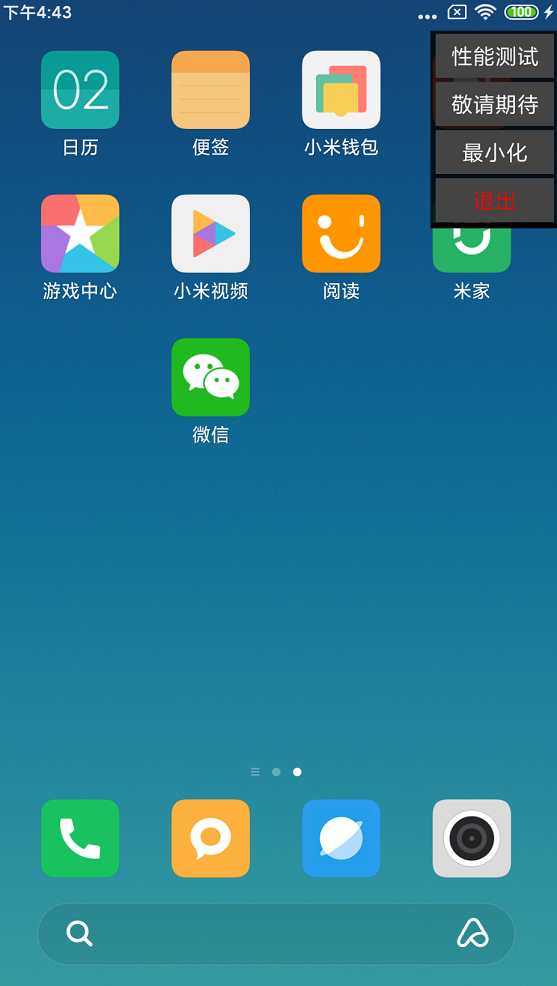 下午4:43
100
性能测试
敬请期待
最小化
退出
02
日历
便签
小米钱包
游戏中心
小米视频
阅读
米家
微信